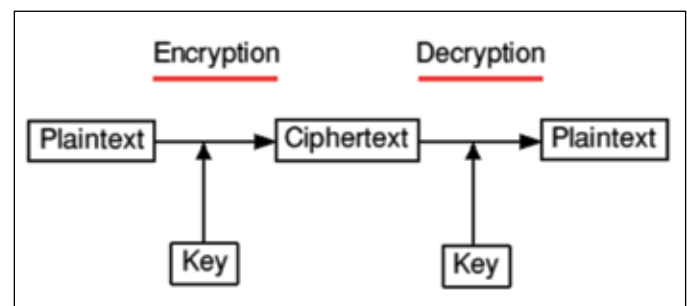 Encryption Decryption
Plaintext Ciphertext Plaintext
Key Key